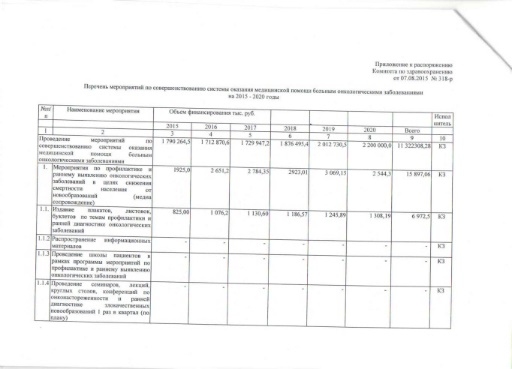 Приложение к распоряжению
Комитета по здравоохранению
от 07.08.2015 № 318-р
Перечень мероприятий по совершенствованию системы оказания медицинской помощи больным онкологическими заболеваниями
на 2015 - 2020 годы
№п/п Наименование мероприятия Объем финансирования тыс. руб. Исполнитель
2015 2016 2017 2018 2019 2020 Всего
1 2 3 4 5 6 7 8 9 10
Проведение мероприятий по совершенствованию системы оказания медицинской помощи больным онкологическими заболеваниями 1 790 264,5 1 712 870,6 1 729 947,2 1 876 495,4 2 012 730,5 2 200 000,0 11 322308,28 КЗ
1. Мероприятия по профилактике и раннему выявлению онкологических заболеваний в целях снижения смертности населения от новообразований (медиа сопровождение) 1925,0 2 651,2 2 784,35 2923,01 3 069,15 2 544,3 15 897,66 КЗ
1.1. Издание плакатов, листовок, буклетов по темам профилактики и ранней диагностике онкологических заболеваний 825,00 1 076,2 1 130,60 1 186,57 1 245,89 1 308,19 6 972,5 КЗ
1.1.2 Распространение информационных материалов - - - - - - - КЗ
1.1.3 Проведение школы пациентов в рамках программы мероприятий по профилактике и раннему выявлению онкологических заболеваний - - - - - - - КЗ
1.1.4 Проведение семинаров, лекций, круглых столов, конференций по онконастороженности и ранней диагностике злокачественных новообразований 1 раз в квартал (по плану) - - - - - - - КЗ